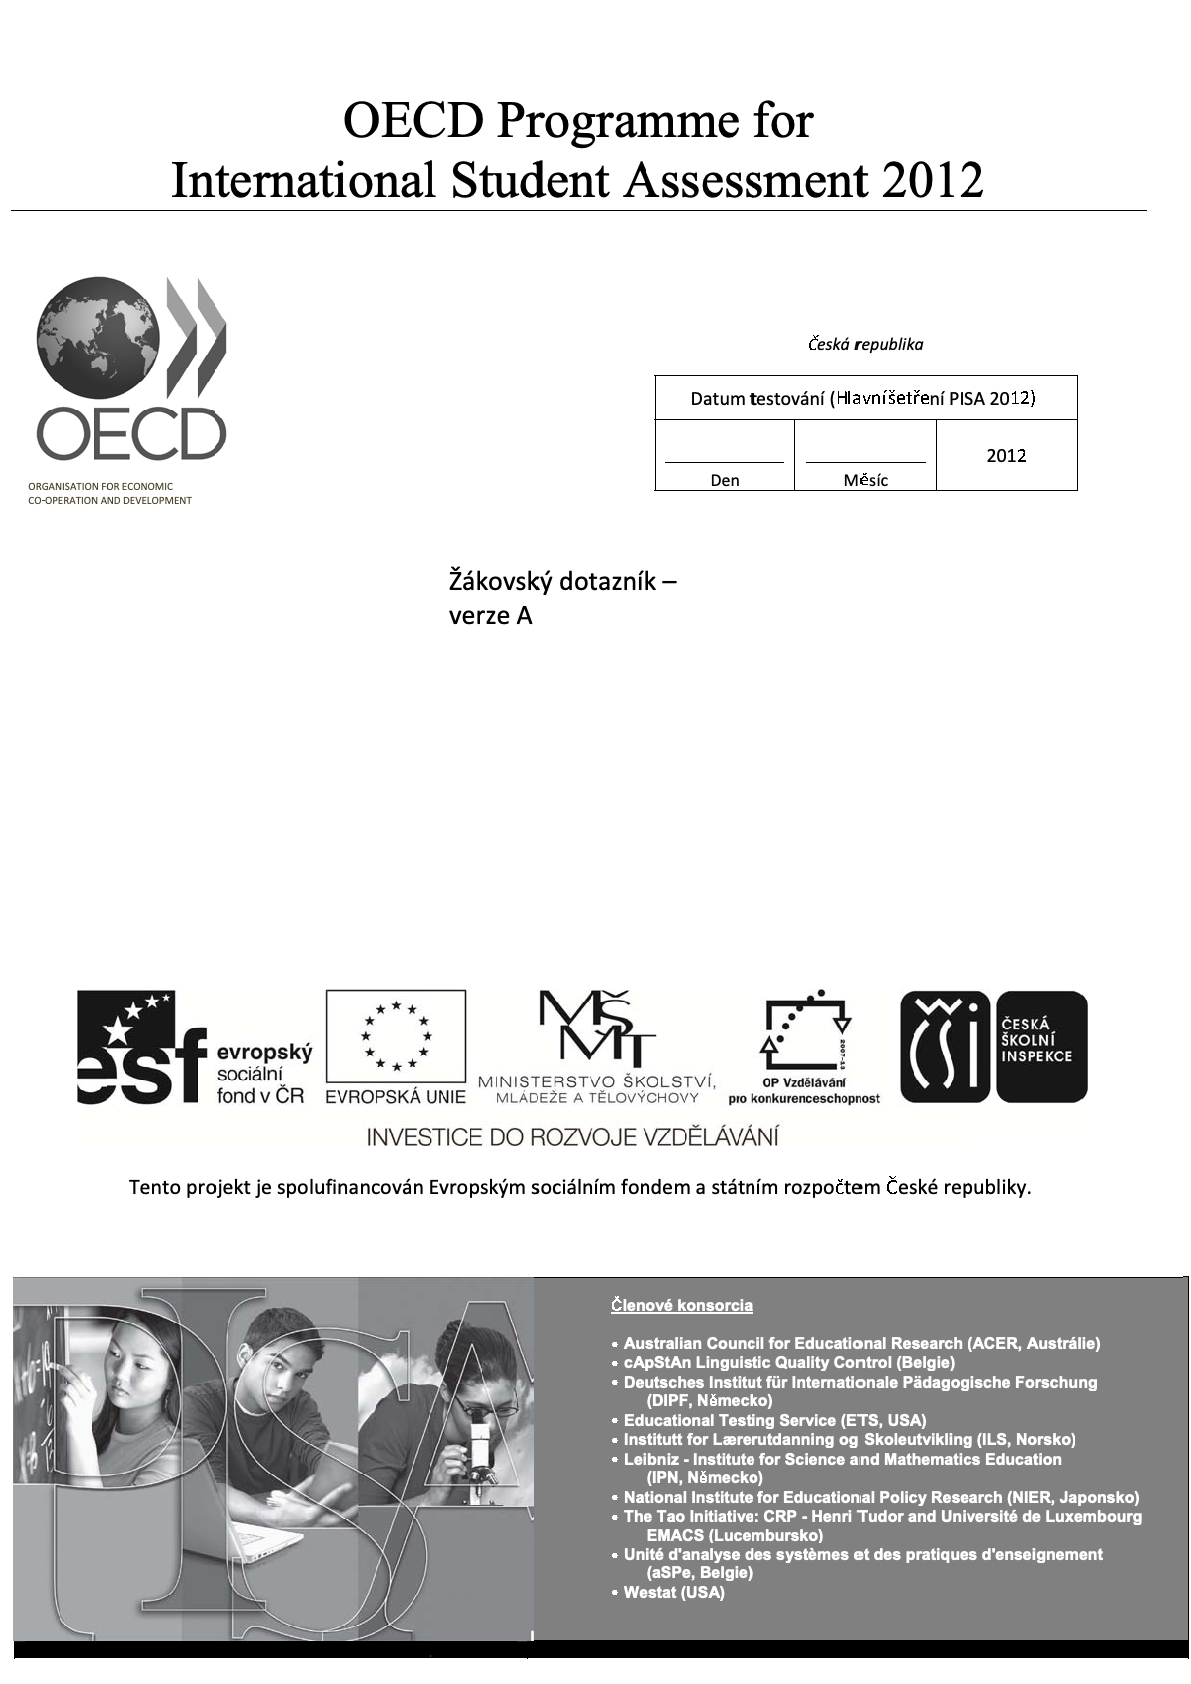 OECD Programme for
International Student Assessment 2012
OECD
ORGANISATION FOR ECONOMIC
CO-OPERATION AND DEVELOPMENT
Česká republika
Datum testování (Hlavníšetření PISA 2012)
2012
Den
Měsíc
Žákovský dotazník –
verze A
esf
evropský
sociální
fond v ČR
EVROPSKÁ UNIE
MŠMT
MINISTERSTVO ŠKOLSTVÍ,
MLÁDEŽE A TĚLOVÝCHOVY
2007-13
OP Vzdělávání
pro konkurenceschopnost
ČŠI
ČESKÁ
ŠKOLNÍ
INSPEKCE
INVESTICE DO ROZVOJE VZDĚLÁVÁNÍ
Tento projekt je spolufinancován Evropským sociálním fondem a státním rozpočtem České republiky.
PISA
Členové konsorcia
• Australian Council for Educational Research (ACER, Austrálie)
• cApStAn Linguistic Quality Control (Belgie)
• Deutsches Institut für Internationale Pädagogische Forschung
(DIPF, Německo)
• Educational Testing Service (ETS, USA)
• Institutt for Lærerutdanning og Skoleutvikling (ILS, Norsko)
• Leibniz - Institute for Science and Mathematics Education
(IPN, Německo)
• National Institute for Educational Policy Research (NIER, Japonsko)
• The Tao Initiative: CRP - Henri Tudor and Université de Luxembourg
EMACS (Lucembursko)
• Unité d'analyse des systèmes et des pratiques d'enseignement
(aSPe, Belgie)
• Westat (USA)